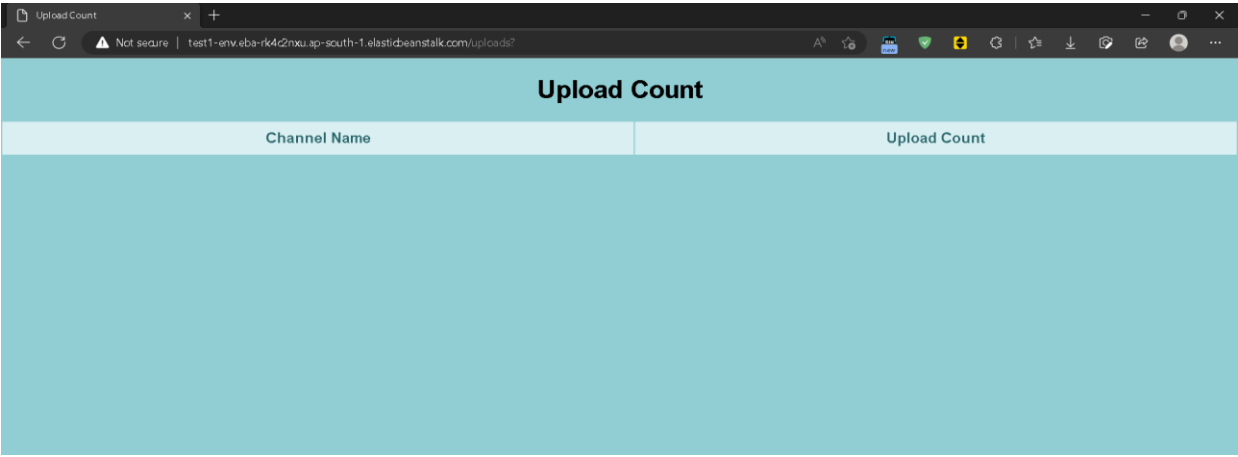 Upload Count
Not secure | test1-env.eba-rk4c2nxu.ap-south-1.elasticbeanstalk.com/uploads?
new
Upload Count
Channel Name Upload Count